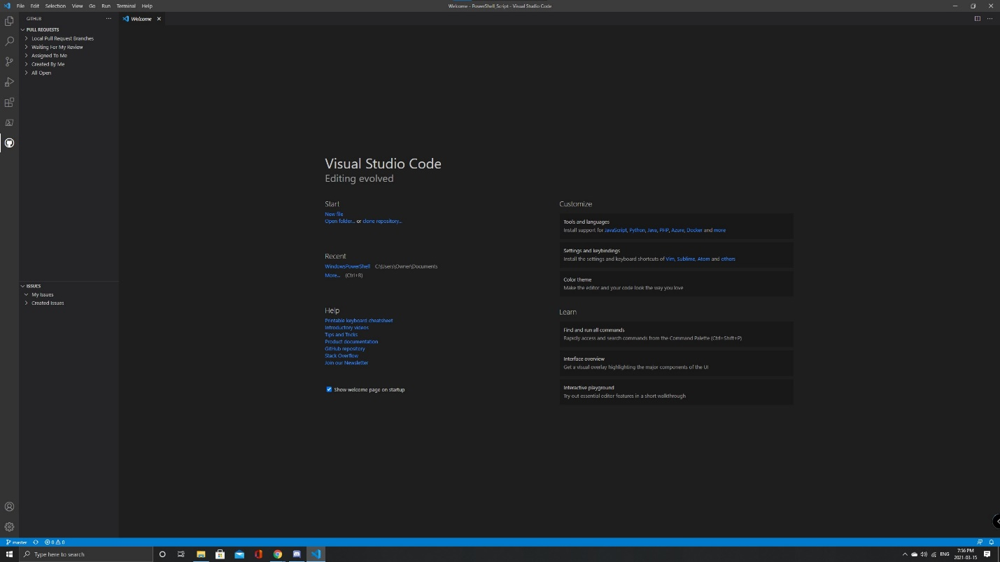 File Edit Selection View Go Run Terminal Help
Welcome - PowerShell_Script - Visual Studio Code
GITHUB
Welcome
PULL REQUESTS
Local Pull Request Branches
Waiting For My Review
Assigned To Me
Created By Me
All Open
ISSUES
My Issues
Created Issues
Visual Studio Code
Editing evolved
Start
New file
Open folder... or clone repository...
Recent
WindowsPowerShell C:\Users\Owner\Documents
More... (Ctrl+R)
Help
Printable keyboard cheatsheet
Introductory videos
Tips and Tricks
Product documentation
GitHub repository
Stack Overflow
Join our Newsletter
Show welcome page on startup
Customize
Tools and languages
Install support for JavaScript, Python, Java, PHP, Azure, Docker and more
Settings and keybindings
Install the settings and keyboard shortcuts of Vim, Sublime, Atom and others
Color theme
Make the editor and your code look the way you love
Learn
Find and run all commands
Rapidly access and search commands from the Command Palette (Ctrl+Shift+P)
Interface overview
Get a visual overlay highlighting the major components of the UI
Interactive playground
Try out essential editor features in a short walkthrough
master 0 0
Type here to search
ENG
7:56 PM
2021-03-15